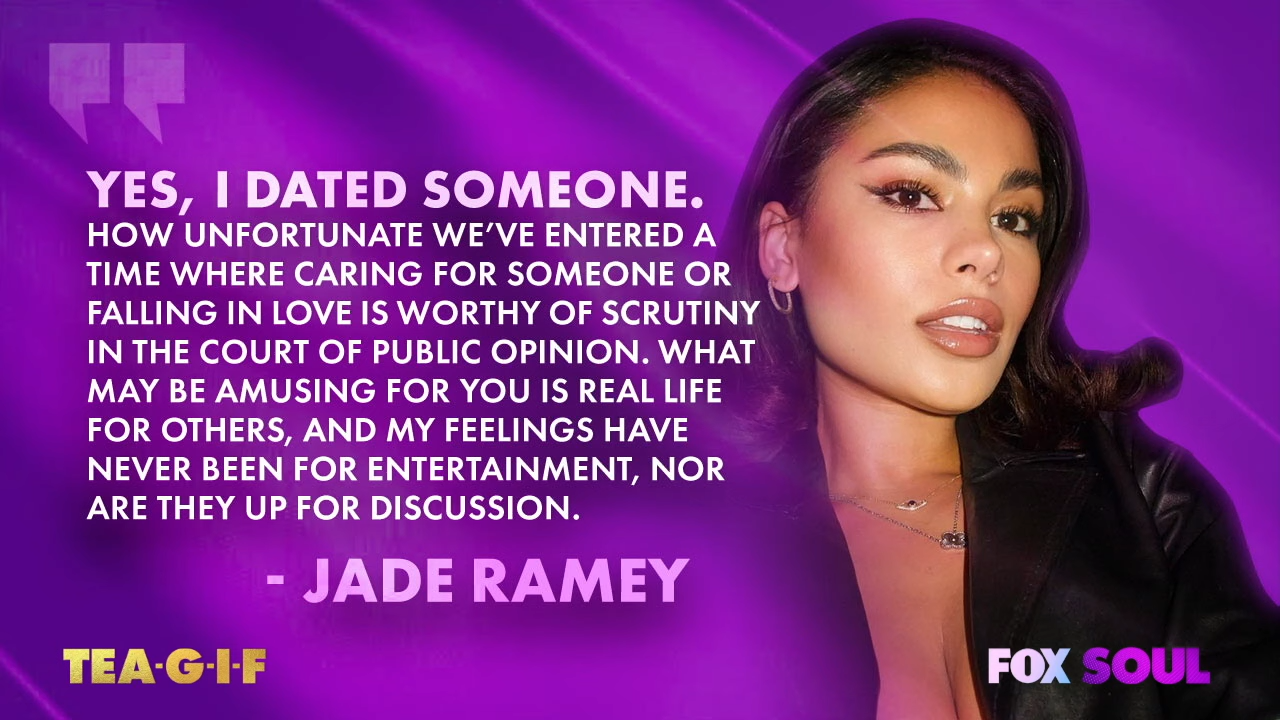 YES, I DATED SOMEONE.
HOW UNFORTUNATE WE’VE ENTERED A
TIME WHERE CARING FOR SOMEONE OR
FALLING IN LOVE IS WORTHY OF SCRUTINY
IN THE COURT OF PUBLIC OPINION. WHAT
MAY BE AMUSING FOR YOU IS REAL LIFE
FOR OTHERS, AND MY FEELINGS HAVE
NEVER BEEN FOR ENTERTAINMENT, NOR
ARE THEY UP FOR DISCUSSION.
- JADE RAMEY
TEA·G·I·F
FOX SOUL